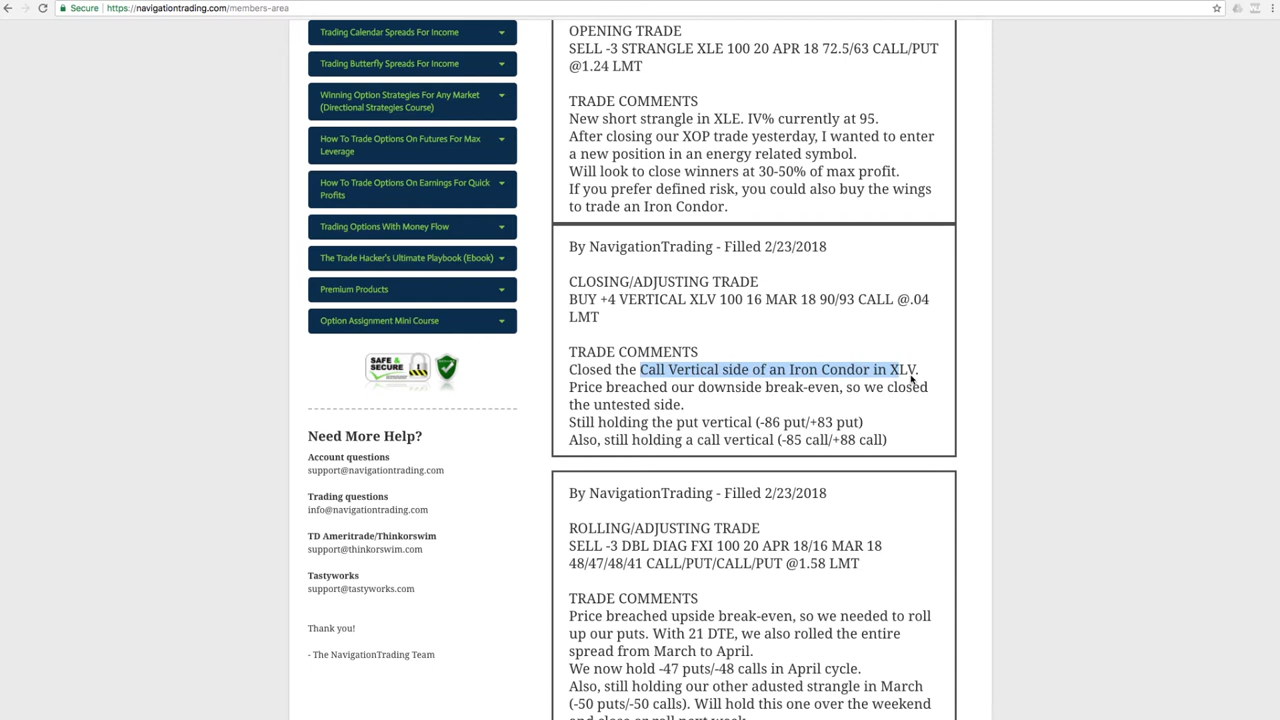 Secure
https://navigationtrading.com/members-area
Trading Calendar Spreads For Income
Trading Butterfly Spreads For Income
Winning Option Strategies For Any Market
(Directional Strategies Course)
How To Trade Options On Futures For Max
Leverage
How To Trade Options On Earnings For Quick
Profits
Trading Options With Money Flow
The Trade Hacker's Ultimate Playbook (Ebook)
Premium Products
Option Assignment Mini Course
SAFE &
SECURE
Need More Help?
Account questions
support@navigationtrading.com
Trading questions
info@navigationtrading.com
TD Ameritrade/Thinkorswim
support@thinkorswim.com
Tastyworks
support@tastyworks.com
Thank you!
- The NavigationTrading Team
OPENING TRADE
SELL -3 STRANGLE XLE 100 20 APR 18 72.5/63 CALL/PUT
@1.24 LMT
TRADE COMMENTS
New short strangle in XLE. IV% currently at 95.
After closing our XOP trade yesterday, I wanted to enter
a new position in an energy related symbol.
Will look to close winners at 30-50% of max profit.
If you prefer defined risk, you could also buy the wings
to trade an Iron Condor.
By NavigationTrading - Filled 2/23/2018
CLOSING/ADJUSTING TRADE
BUY +4 VERTICAL XLV 100 16 MAR 18 90/93 CALL @.04
LMT
TRADE COMMENTS
Closed the Call Vertical side of an Iron Condor in XLV.
Price breached our downside break-even, so we closed
the untested side.
Still holding the put vertical (-86 put/+83 put)
Also, still holding a call vertical (-85 call/+88 call)
By NavigationTrading - Filled 2/23/2018
ROLLING/ADJUSTING TRADE
SELL -3 DBL DIAG FXI 100 20 APR 18/16 MAR 18
48/47/48/41 CALL/PUT/CALL/PUT @1.58 LMT
TRADE COMMENTS
Price breached upside break-even, so we needed to roll
up our puts. With 21 DTE, we also rolled the entire
spread from March to April.
We now hold -47 puts/-48 calls in April cycle.
Also, still holding our other adusted strangle in March
(-50 puts/-50 calls). Will hold this one over the weekend
and close or roll next week.